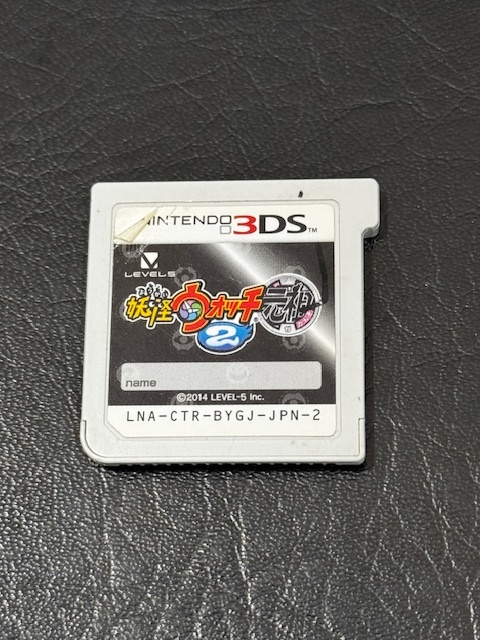 NINTENDO 3DS™
LEVEL5
妖怪ウォッチ
2
元祖
name
©2014 LEVEL-5 Inc.
LNA-CTR-BYGJ-JPN-2